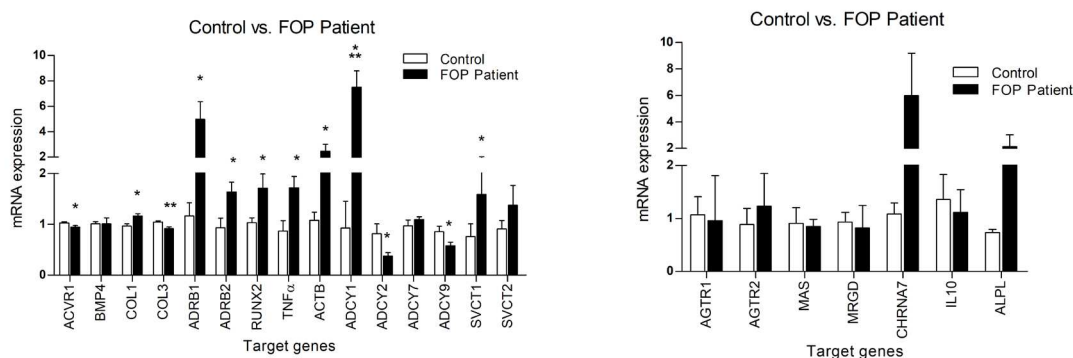 Control vs. FOP Patient
Control
FOP Patient
mRNA expression
10
8
6
4
2
2
1
0
*
*
**
*
*
*
*
*
*
**
*
*
*
ACVR1
BMP4
COL1
COL3
ADRB1
ADRB2
RUNX2
TNFα
ACTB
ADCY1
ADCY2
ADCY7
ADCY9
SVCT1
SVCT2
Target genes
Control vs. FOP Patient
Control
FOP Patient
mRNA expression
10
8
6
4
2
2
1
0
AGTR1
AGTR2
MAS
MRGD
CHRNA7
IL10
ALPL
Target genes